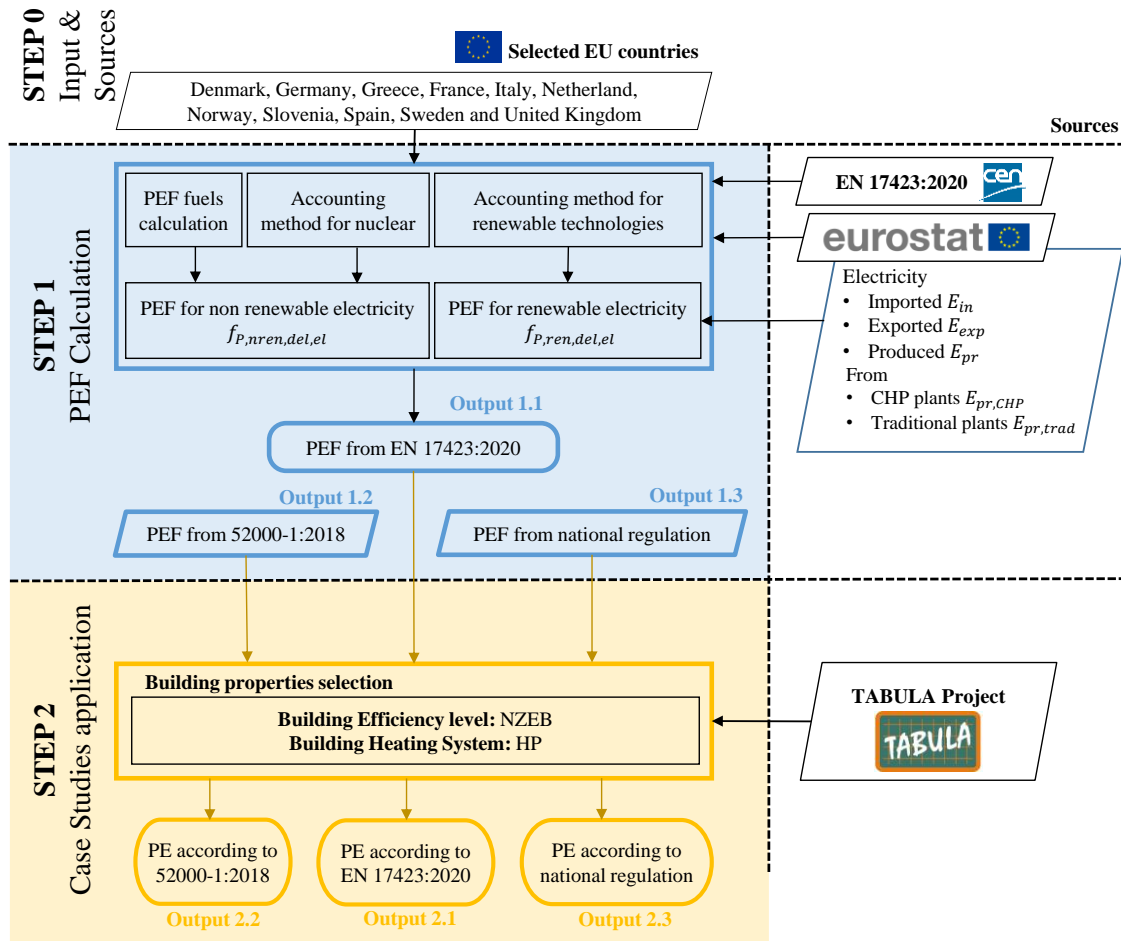 STEP 0
Input &
Sources
Selected EU countries
Denmark, Germany, Greece, France, Italy, Netherland,
Norway, Slovenia, Spain, Sweden and United Kingdom
Sources
STEP 1
PEF Calculation
PEF fuels
calculation
Accounting
method for nuclear
Accounting method for
renewable technologies
PEF for non renewable electricity
f_{P,nren,del,el}
PEF for renewable electricity
f_{P,ren,del,el}
EN 17423:2020
cen
eurostat
Electricity
• Imported E_{in}
• Exported E_{exp}
• Produced E_{pr}
From
• CHP plants E_{pr,CHP}
• Traditional plants E_{pr,trad}
Output 1.1
PEF from EN 17423:2020
Output 1.2
PEF from 52000-1:2018
Output 1.3
PEF from national regulation
STEP 2
Case Studies application
Building properties selection
Building Efficiency level: NZEB
Building Heating System: HP
TABULA Project
TABULA
PE according to
52000-1:2018
Output 2.2
PE according to
EN 17423:2020
Output 2.1
PE according to
national regulation
Output 2.3